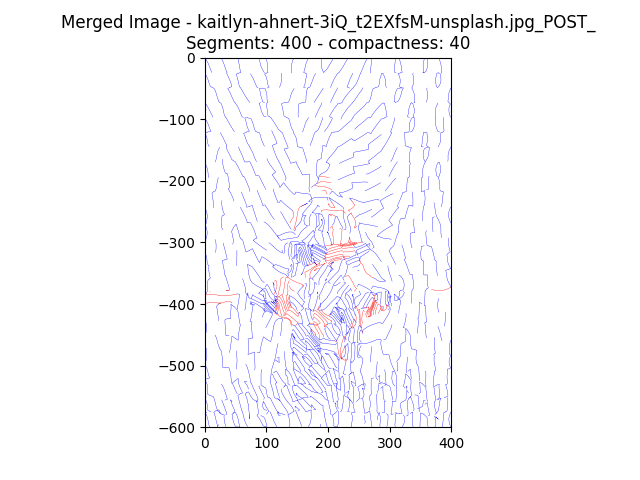 Merged Image - kaitlyn-ahnert-3iQ_t2EXfsM-unsplash.jpg_POST_
Segments: 400 - compactness: 40
0
−100
−200
−300
−400
−500
−600
0 100 200 300 400